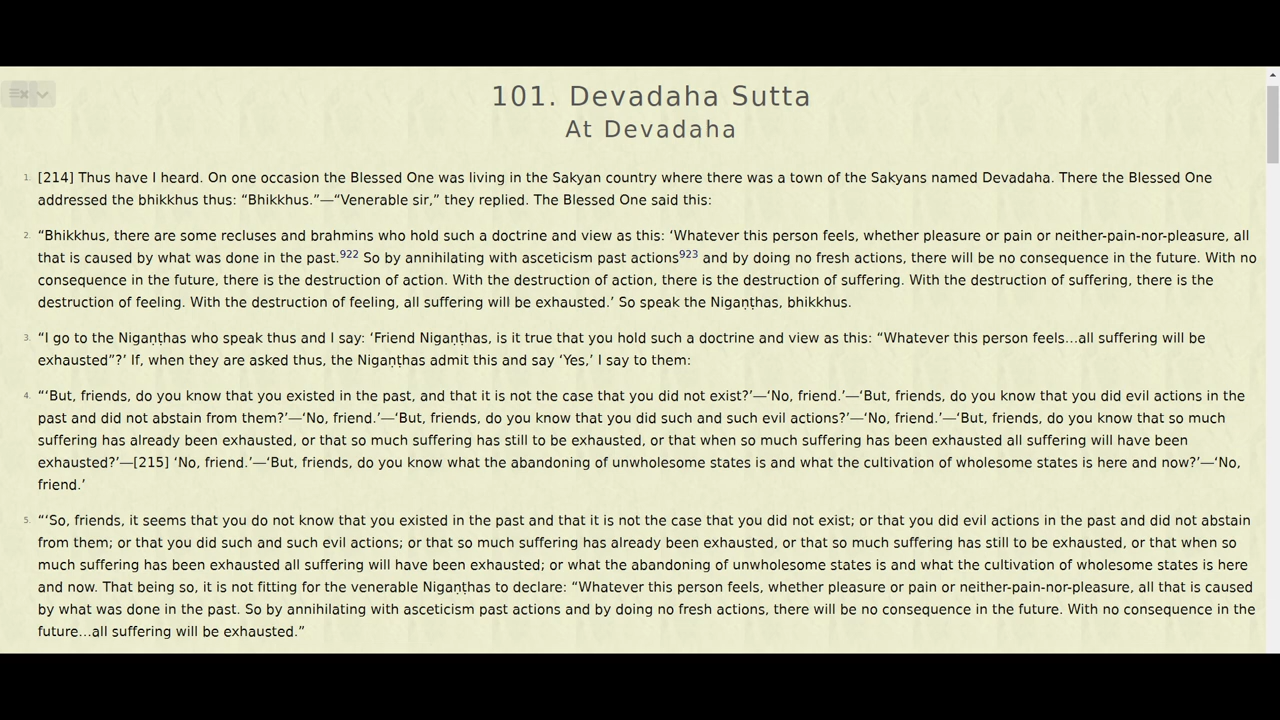 101. Devadaha Sutta
At Devadaha
1. [214] Thus have I heard. On one occasion the Blessed One was living in the Sakyan country where there was a town of the Sakyans named Devadaha. There the Blessed One
addressed the bhikkhus thus: “Bhikkhus.”—“Venerable sir,” they replied. The Blessed One said this:
2. “Bhikkhus, there are some recluses and brahmins who hold such a doctrine and view as this: ‘Whatever this person feels, whether pleasure or pain or neither-pain-nor-pleasure, all
that is caused by what was done in the past.922 So by annihilating with asceticism past actions923 and by doing no fresh actions, there will be no consequence in the future. With no
consequence in the future, there is the destruction of action. With the destruction of action, there is the destruction of suffering. With the destruction of suffering, there is the
destruction of feeling. With the destruction of feeling, all suffering will be exhausted.’ So speak the Nigaṇṭhas, bhikkhus.
3. “I go to the Nigaṇṭhas who speak thus and I say: ‘Friend Nigaṇṭhas, is it true that you hold such a doctrine and view as this: “Whatever this person feels…all suffering will be
exhausted”?’ If, when they are asked thus, the Nigaṇṭhas admit this and say ‘Yes,’ I say to them:
4. “‘But, friends, do you know that you existed in the past, and that it is not the case that you did not exist?’—‘No, friend.’—‘But, friends, do you know that you did evil actions in the
past and did not abstain from them?’—‘No, friend.’—‘But, friends, do you know that you did such and such evil actions?’—‘No, friend.’—‘But, friends, do you know that so much
suffering has already been exhausted, or that so much suffering has still to be exhausted, or that when so much suffering has been exhausted all suffering will have been
exhausted?’—[215] ‘No, friend.’—‘But, friends, do you know what the abandoning of unwholesome states is and what the cultivation of wholesome states is here and now?’—‘No,
friend.’
5. “‘So, friends, it seems that you do not know that you existed in the past and that it is not the case that you did not exist; or that you did evil actions in the past and did not abstain
from them; or that you did such and such evil actions; or that so much suffering has already been exhausted, or that so much suffering has still to be exhausted, or that when so
much suffering has been exhausted all suffering will have been exhausted; or what the abandoning of unwholesome states is and what the cultivation of wholesome states is here
and now. That being so, it is not fitting for the venerable Nigaṇṭhas to declare: “Whatever this person feels, whether pleasure or pain or neither-pain-nor-pleasure, all that is caused
by what was done in the past. So by annihilating with asceticism past actions and by doing no fresh actions, there will be no consequence in the future. With no consequence in the
future…all suffering will be exhausted.”